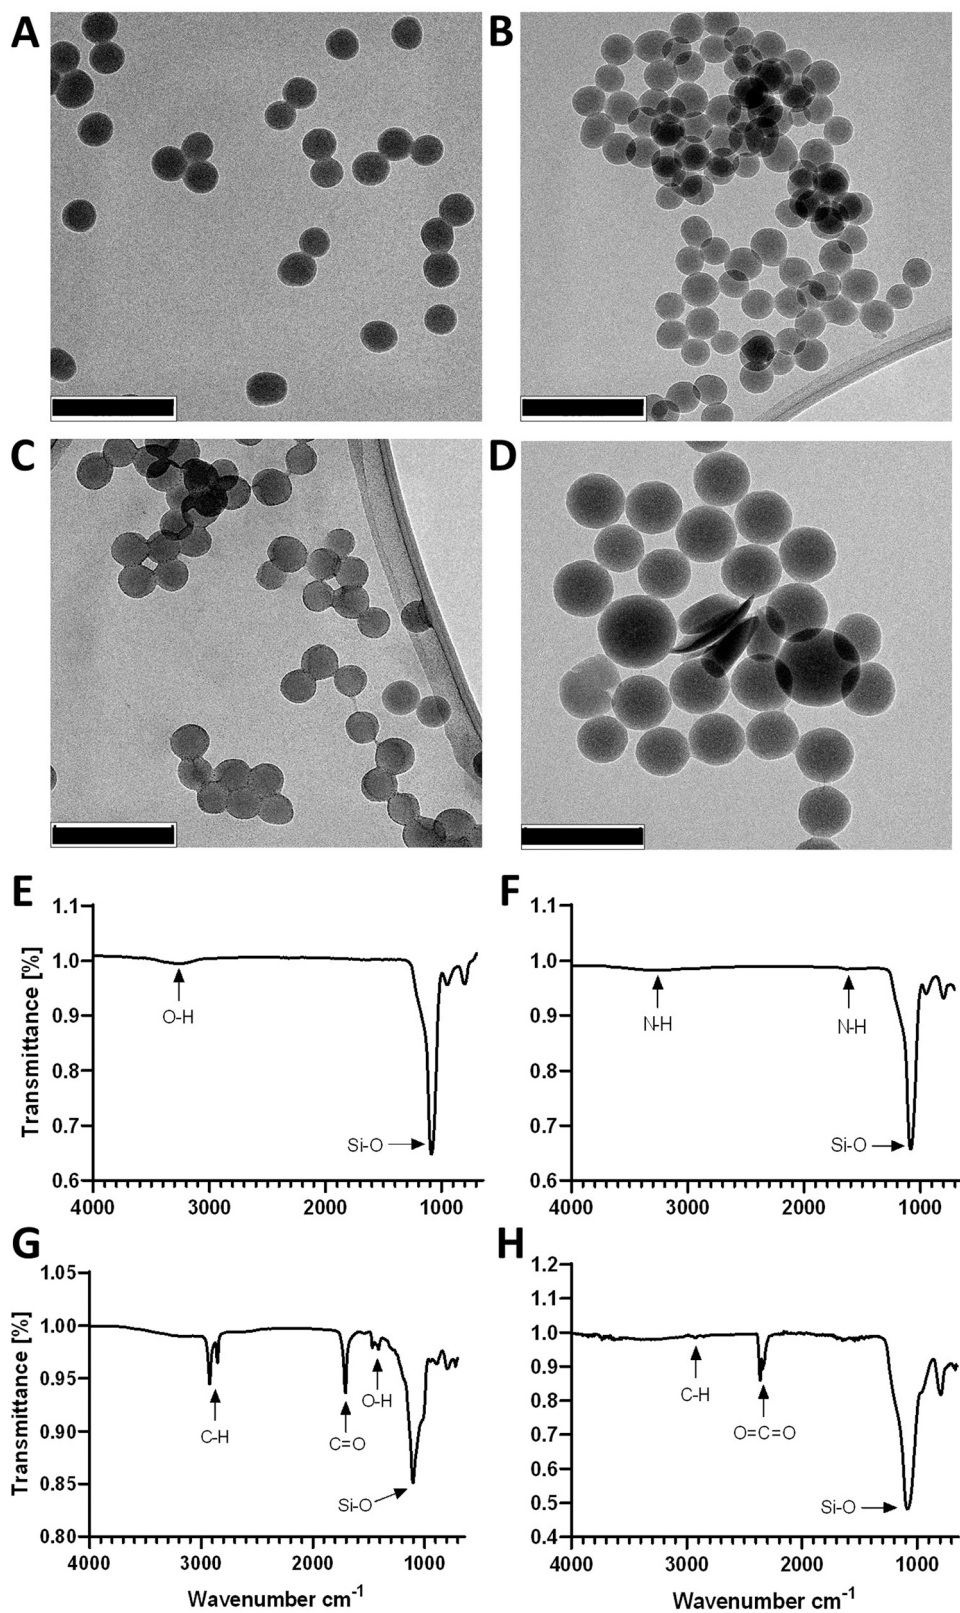 A
B
C
D
E
1.1
1.0
0.9
0.8
0.7
0.6
Transmittance [%]
O-H
Si-O
4000 3000 2000 1000
F
1.1
1.0
0.9
0.8
0.7
0.6
N-H
N-H
Si-O
4000 3000 2000 1000
G
1.05
1.00
0.95
0.90
0.85
0.80
Transmittance [%]
C-H
C=O
O-H
Si-O
4000 3000 2000 1000
Wavenumber cm-1
H
1.2
1.1
1.0
0.9
0.8
0.7
0.6
0.5
0.4
C-H
O=C=O
Si-O
4000 3000 2000 1000
Wavenumber cm-1